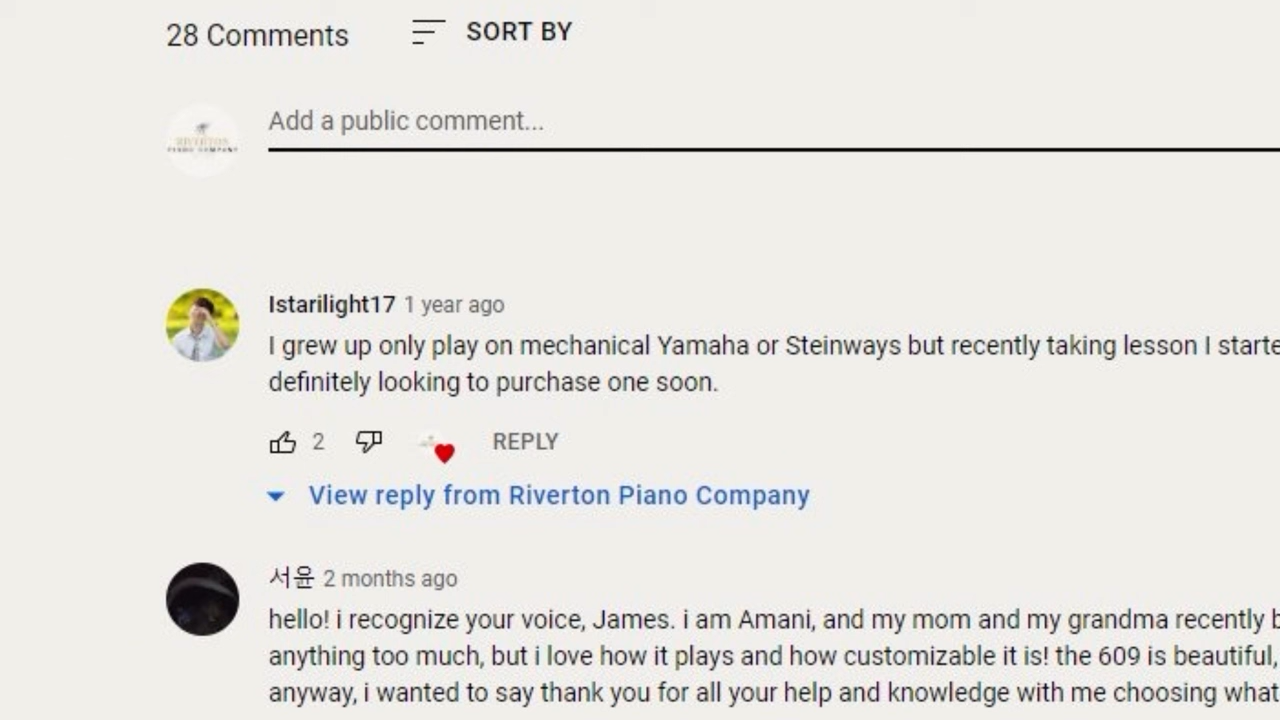 28 Comments
SORT BY
RIVERTON
PIANO COMPANY
Add a public comment...
Istarilight17 1 year ago
I grew up only play on mechanical Yamaha or Steinways but recently taking lesson I starte
definitely looking to purchase one soon.
2
REPLY
View reply from Riverton Piano Company
서윤 2 months ago
hello! i recognize your voice, James. i am Amani, and my mom and my grandma recently b
anything too much, but i love how it plays and how customizable it is! the 609 is beautiful,
anyway, i wanted to say thank you for all your help and knowledge with me choosing what